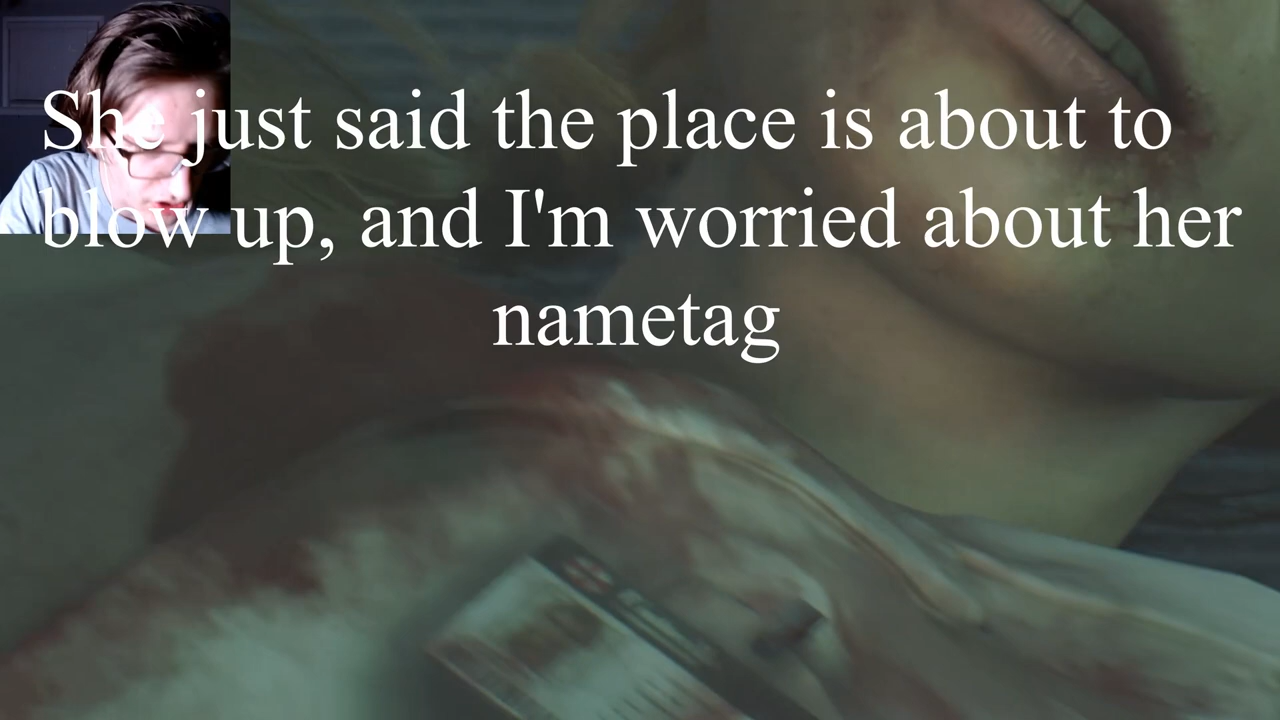 She just said the place is about to
blow up, and I'm worried about her
nametag